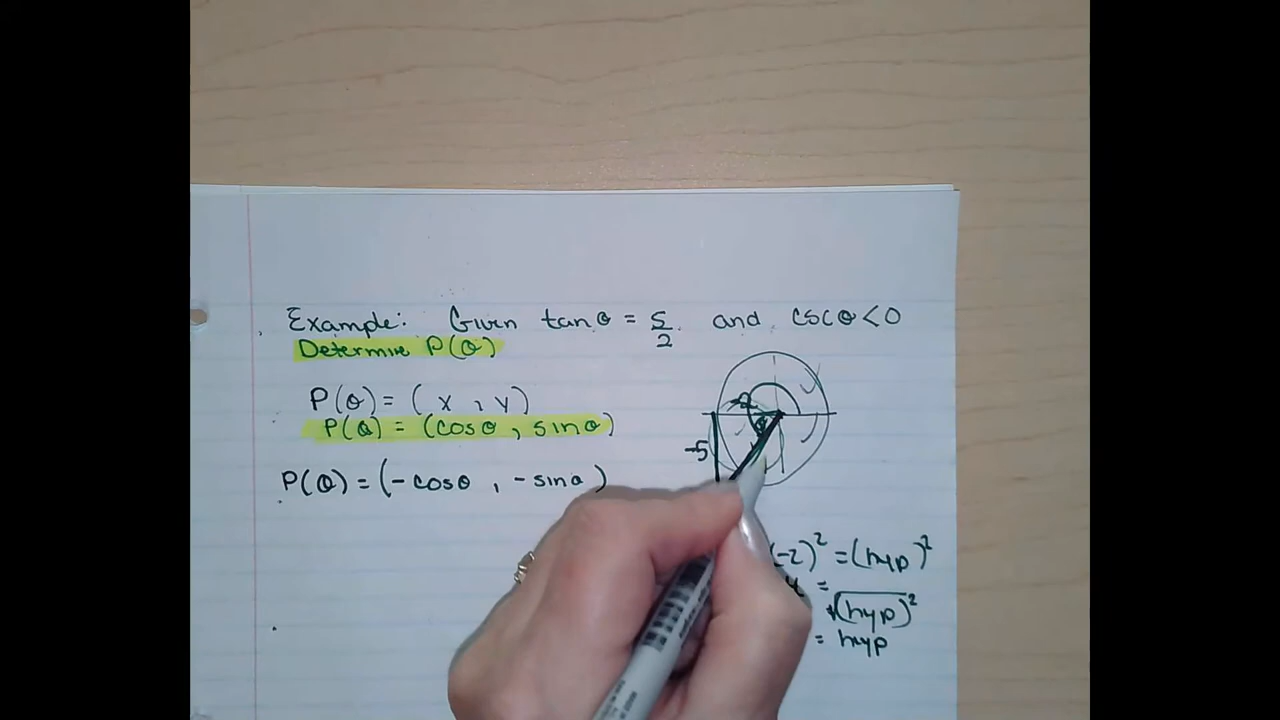 Example: Given tanθ = 5/2 and cscθ<0
Determine P(θ)
P(θ) = ( x , y )
P(θ) = (cosθ , sinθ)
P(θ) = (-cosθ , -sinθ )
-2
θ
-5
(-2)² = (hyp)²
=
√(hyp)²
= hyp